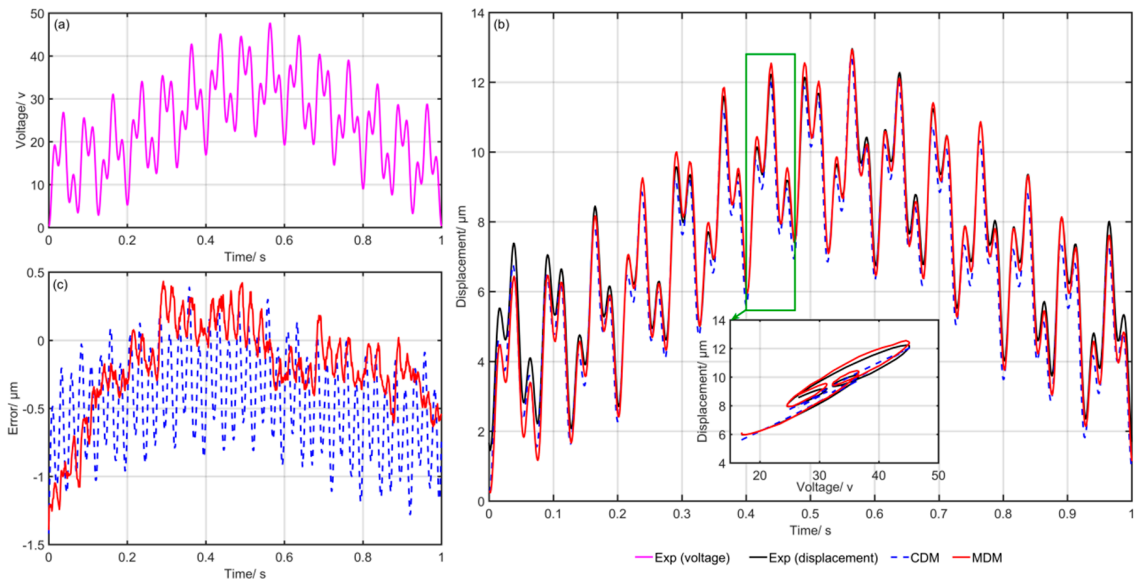 (a)
50
40
30
20
10
0
Voltage/ v
0 0.2 0.4 0.6 0.8 1
Time/ s
(b)
14
12
10
8
6
4
2
0
Displacement/ μm
0 0.1 0.2 0.3 0.4 0.5 0.6 0.7 0.8 0.9 1
Time/ s
14
12
10
8
6
4
Displacement/ μm
20 30 40 50
Voltage/ v
(c)
0.5
0
-0.5
-1
-1.5
Error/ μm
0 0.2 0.4 0.6 0.8 1
Time/ s
Exp (voltage) Exp (displacement) CDM MDM